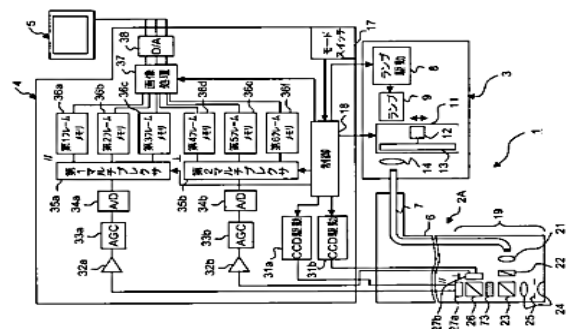 5
4
38
D/A
37
画像処理
17
モードスイッチ
36a
36b
36c
36d
36e
36f
第1フレームメモリ
第2フレームメモリ
第3フレームメモリ
第4フレームメモリ
第5フレームメモリ
第6フレームメモリ
//
⊥
35a
第1マルチプレクサ
35b
第2マルチプレクサ
18
制御
34a
A/D
34b
A/D
33a
AGC
33b
AGC
32a
32b
31a
CCD駆動
31b
CCD駆動
ランプ駆動
8
ランプ
9
11
12
13
14
3
1
7
6
2A
19
21
22
27b
27a
//
26
73
23
25
24